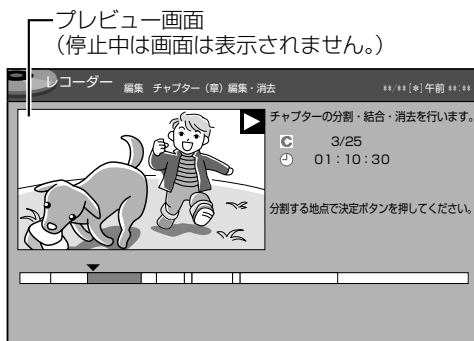 プレビュー画面
（停止中は画面は表示されません。）
レコーダー 編集 チャプター（章）編集・消去 **/**[*]午前 **:**
チャプターの分割・結合・消去を行います。
C 3/25
01：10：30
分割する地点で決定ボタンを押してください。